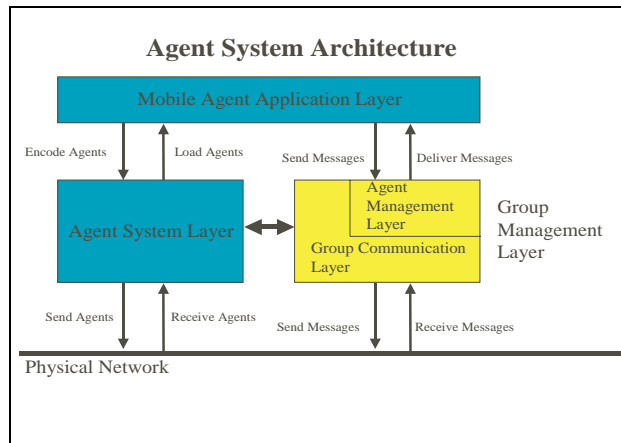 Agent System Architecture
Mobile Agent Application Layer
Encode Agents
Load Agents
Send Messages
Deliver Messages
Agent System Layer
Agent
Management
Layer
Group Communication
Layer
Group
Management
Layer
Send Agents
Receive Agents
Send Messages
Receive Messages
Physical Network